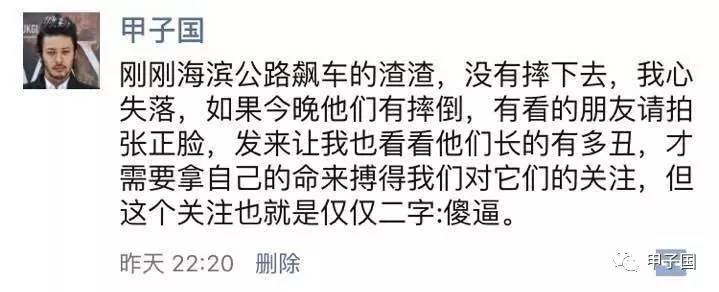 甲子国
刚刚海滨公路飙车的渣渣，没有摔下去，我心
失落，如果今晚他们有摔倒，有看的朋友请拍
张正脸，发来让我也看看他们长的有多丑，才
需要拿自己的命来搏得我们对它们的关注，但
这个关注也就是仅仅二字:傻逼。
昨天 22:20 删除
甲子国